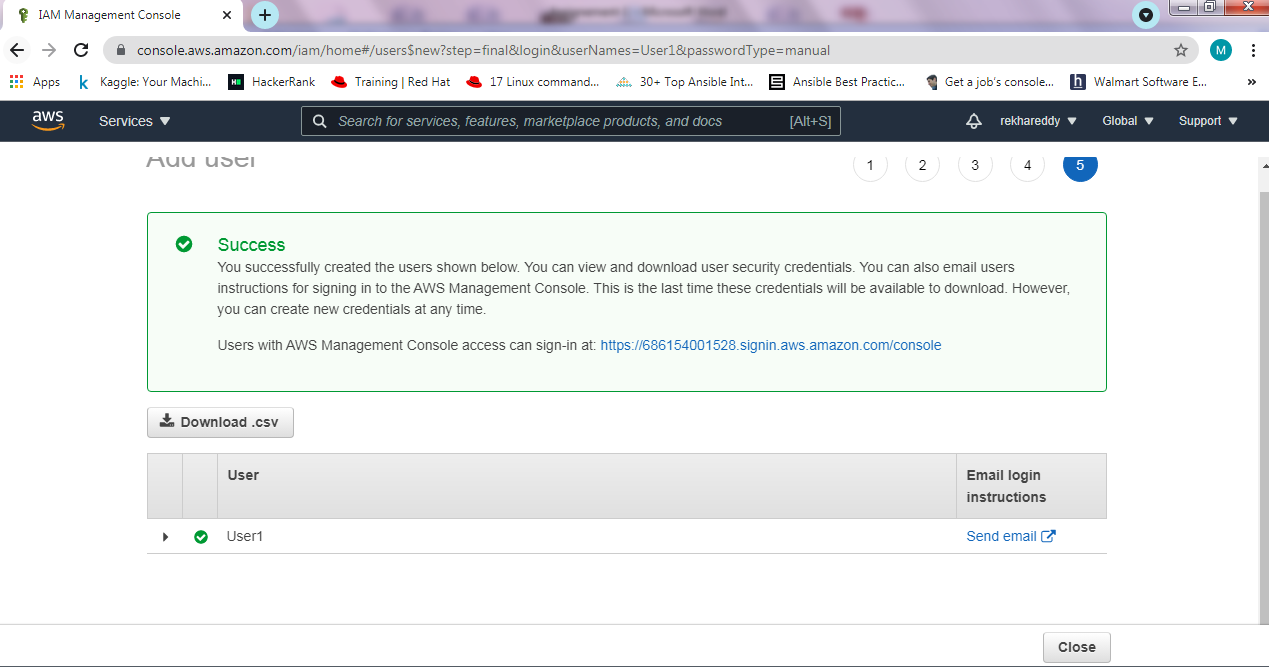 IAM Management Console
console.aws.amazon.com/iam/home#/users$new?step=final&login&userNames=User1&passwordType=manual
M
Apps
k Kaggle: Your Machi...
HackerRank
Training | Red Hat
17 Linux command...
30+ Top Ansible Int...
Ansible Best Practic...
Get a job's console...
h Walmart Software E...
»
aws
Services
Search for services, features, marketplace products, and docs
[Alt+S]
rekhareddy
Global
Support
Add user
1
2
3
4
5
Success
You successfully created the users shown below. You can view and download user security credentials. You can also email users
instructions for signing in to the AWS Management Console. This is the last time these credentials will be available to download. However,
you can create new credentials at any time.
Users with AWS Management Console access can sign-in at: https://686154001528.signin.aws.amazon.com/console
Download .csv
User
Email login
instructions
User1
Send email
Close